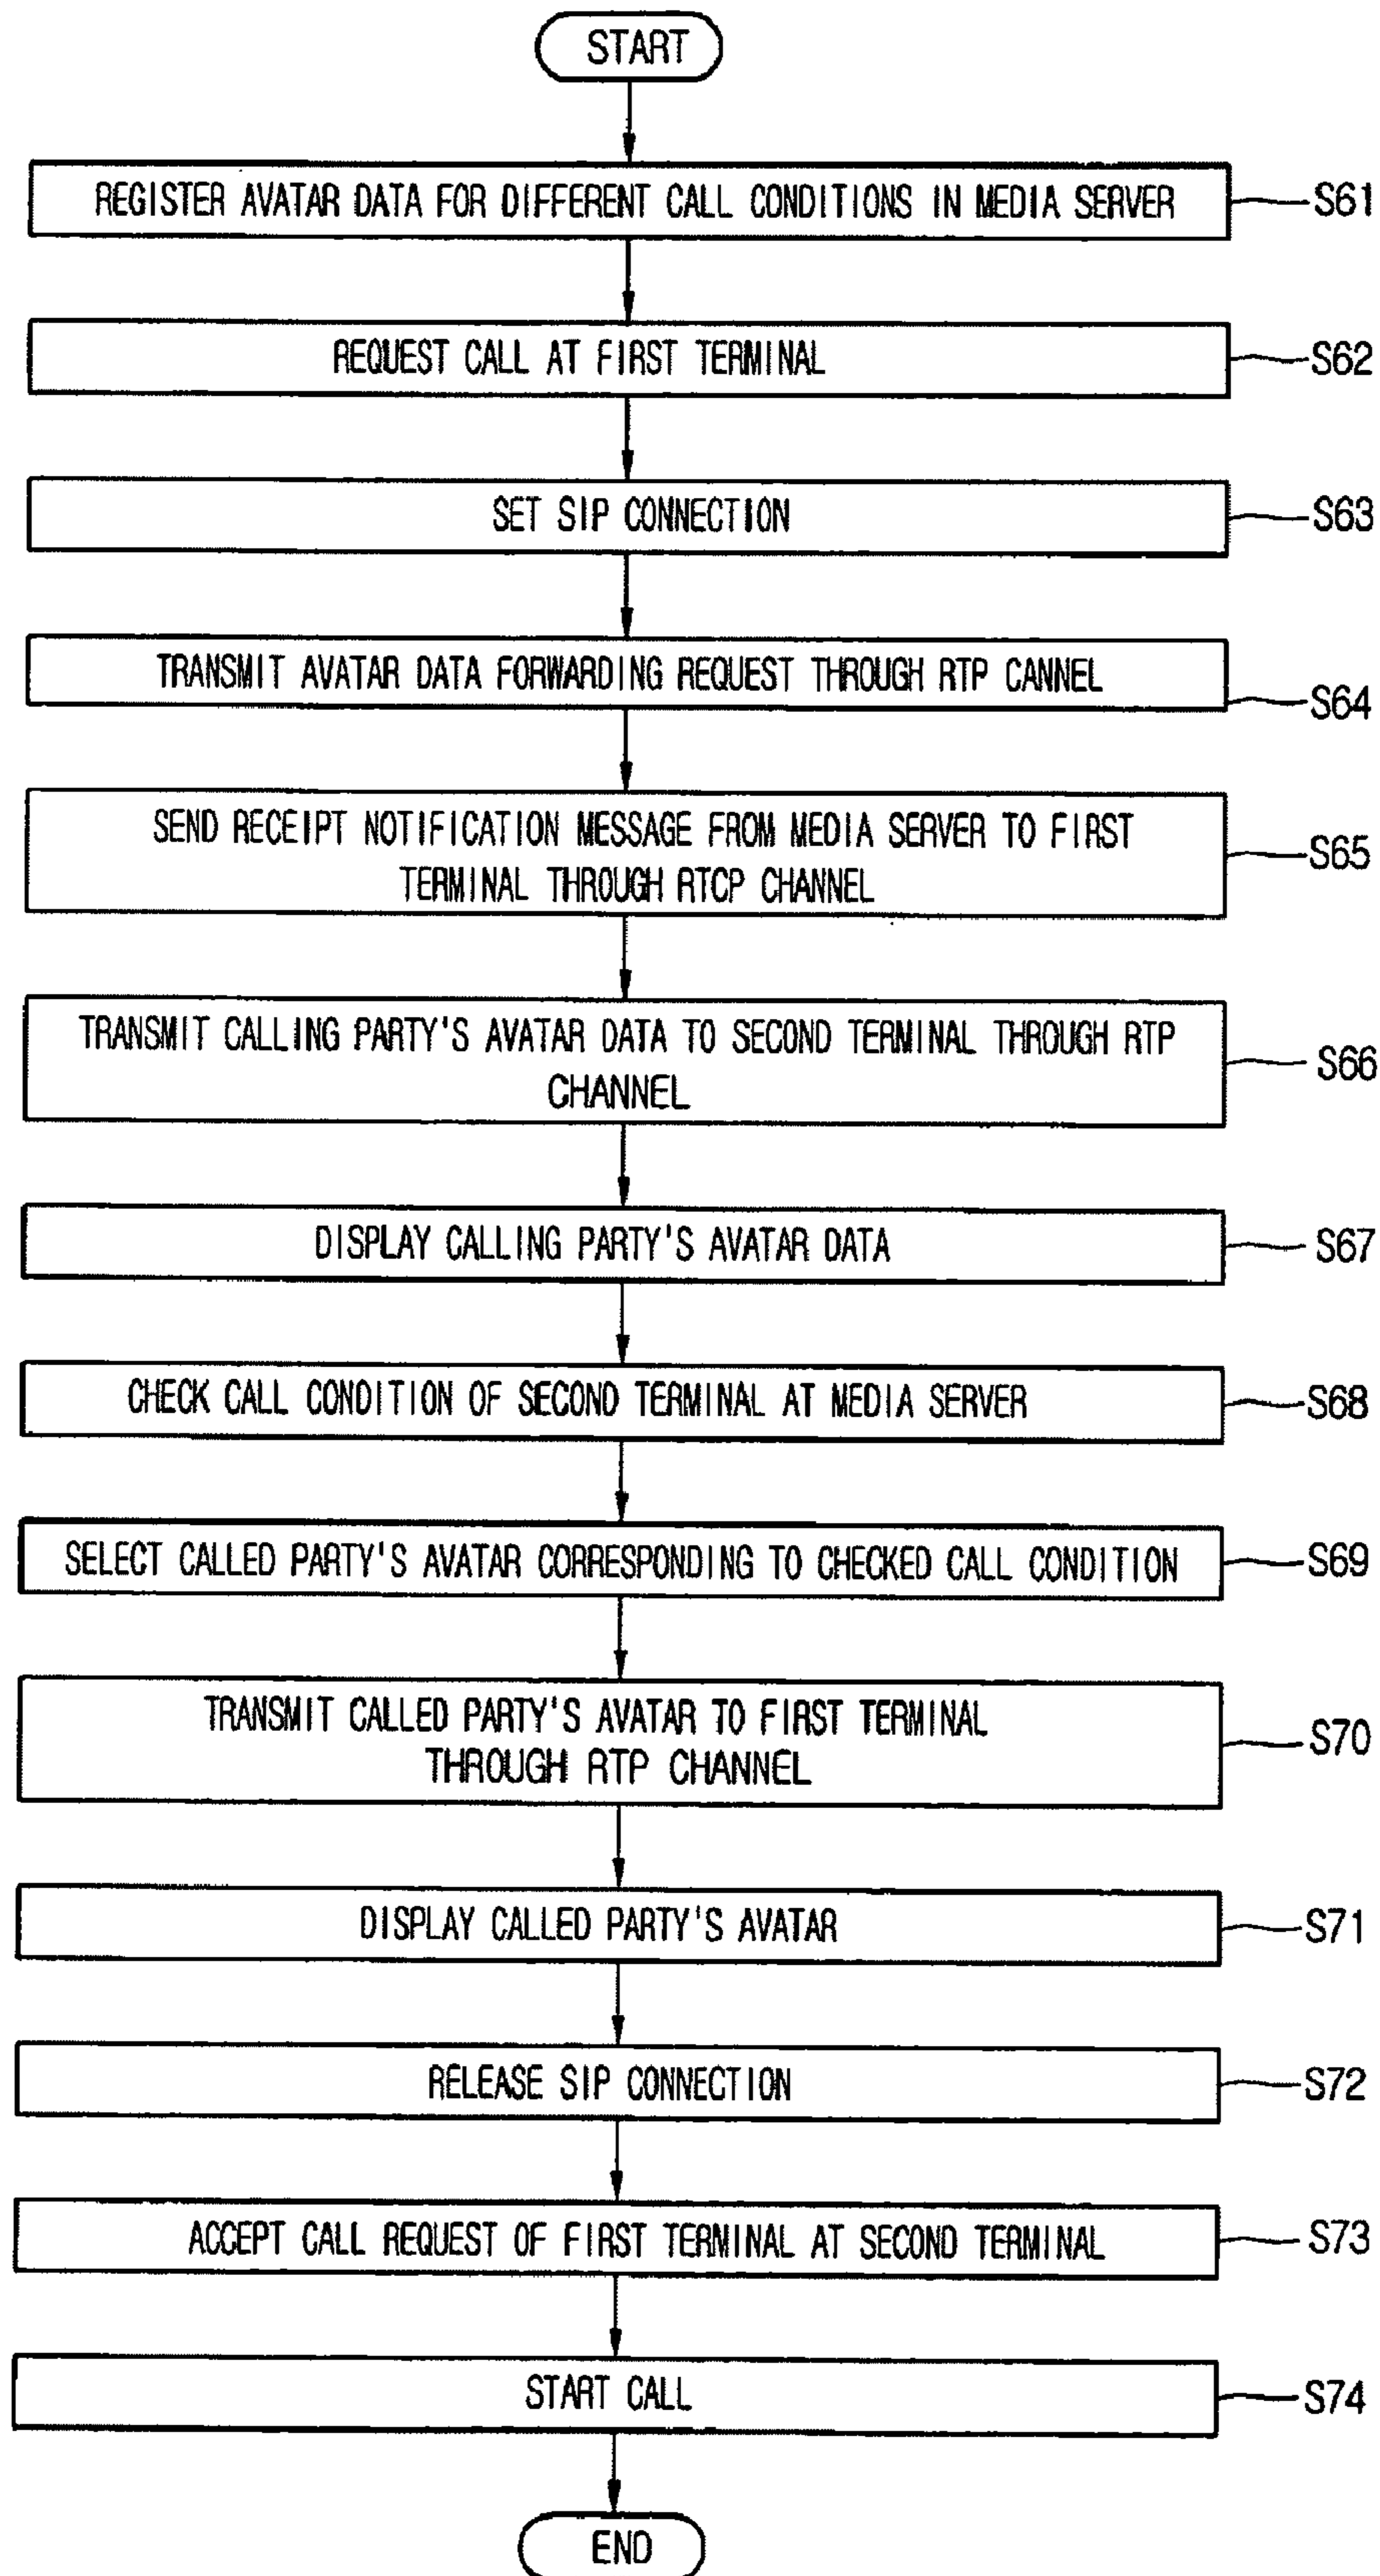 START
REGISTER AVATAR DATA FOR DIFFERENT CALL CONDITIONS IN MEDIA SERVER
S61
REQUEST CALL AT FIRST TERMINAL
S62
SET SIP CONNECTION
S63
TRANSMIT AVATAR DATA FORWARDING REQUEST THROUGH RTP CANNEL
S64
SEND RECEIPT NOTIFICATION MESSAGE FROM MEDIA SERVER TO FIRST
TERMINAL THROUGH RTCP CHANNEL
S65
TRANSMIT CALLING PARTY'S AVATAR DATA TO SECOND TERMINAL THROUGH RTP
CHANNEL
S66
DISPLAY CALLING PARTY'S AVATAR DATA
S67
CHECK CALL CONDITION OF SECOND TERMINAL AT MEDIA SERVER
S68
SELECT CALLED PARTY'S AVATAR CORRESPONDING TO CHECKED CALL CONDITION
S69
TRANSMIT CALLED PARTY'S AVATAR TO FIRST TERMINAL
THROUGH RTP CHANNEL
S70
DISPLAY CALLED PARTY'S AVATAR
S71
RELEASE SIP CONNECTION
S72
ACCEPT CALL REQUEST OF FIRST TERMINAL AT SECOND TERMINAL
S73
START CALL
S74
END